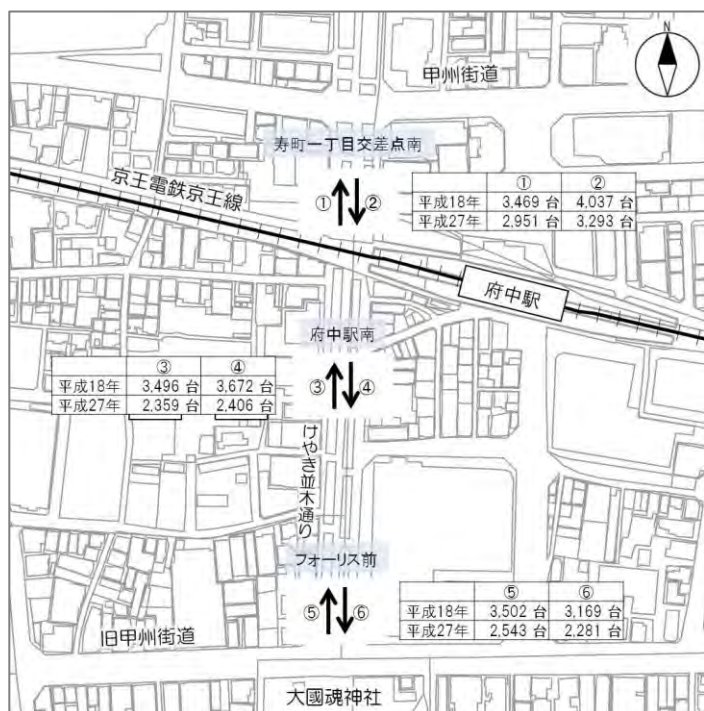 N
甲州街道
寿町一丁目交差点南
京王電鉄京王線
① ②
① ②
平成18年 3,469 台 4,037 台
平成27年 2,951 台 3,293 台
府中駅
府中駅南
③ ④
平成18年 3,496 台 3,672 台
平成27年 2,359 台 2,406 台
③ ④
けやき並木通り
フォーリス前
⑤ ⑥
⑤ ⑥
平成18年 3,502 台 3,169 台
平成27年 2,543 台 2,281 台
旧甲州街道
大國魂神社